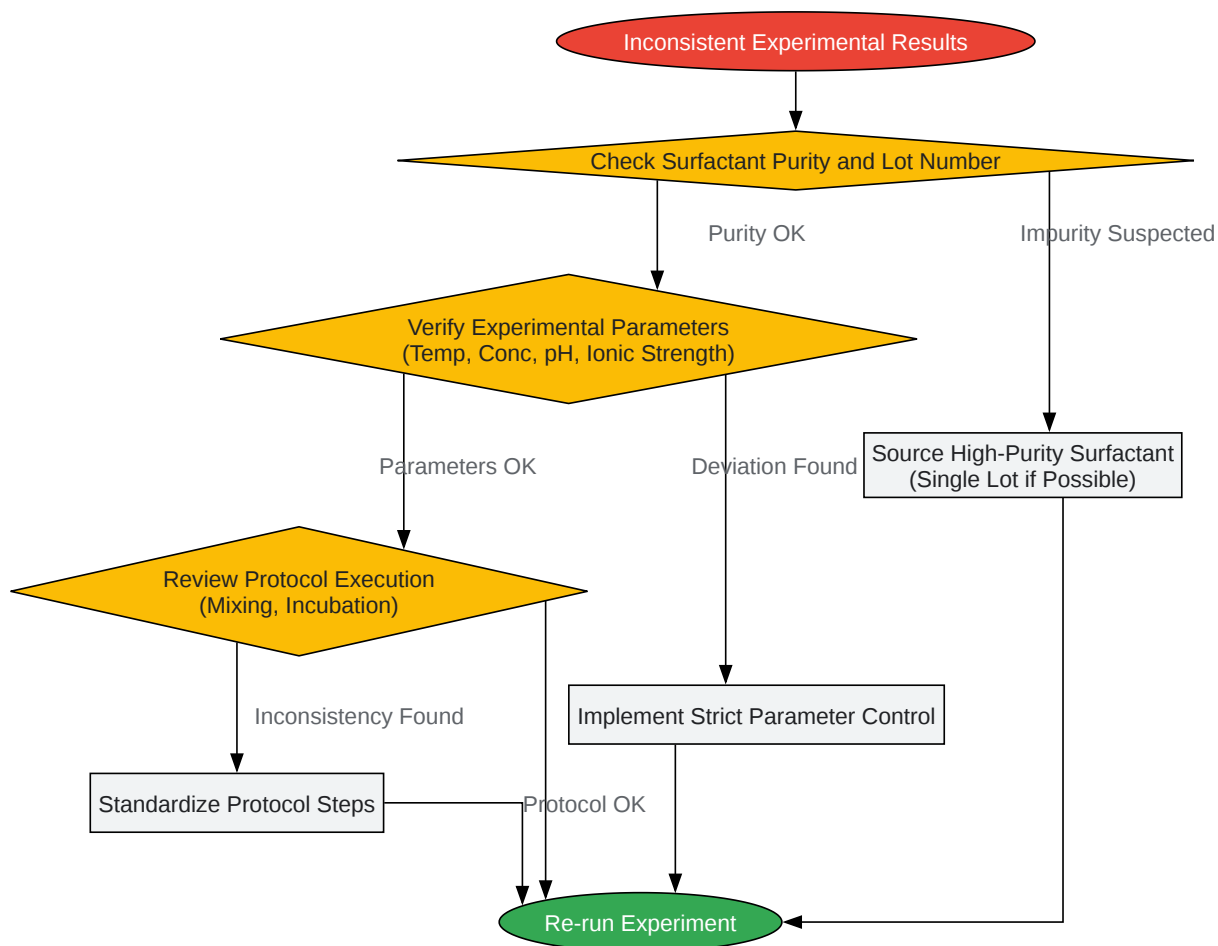 Inconsistent Experimental Results
Check Surfactant Purity and Lot Number
Purity OK
Impurity Suspected
Verify Experimental Parameters
(Temp, Conc, pH, Ionic Strength)
Parameters OK
Deviation Found
Source High-Purity Surfactant
(Single Lot if Possible)
Review Protocol Execution
(Mixing, Incubation)
Inconsistency Found
Implement Strict Parameter Control
Standardize Protocol Steps
Protocol OK
Re-run Experiment